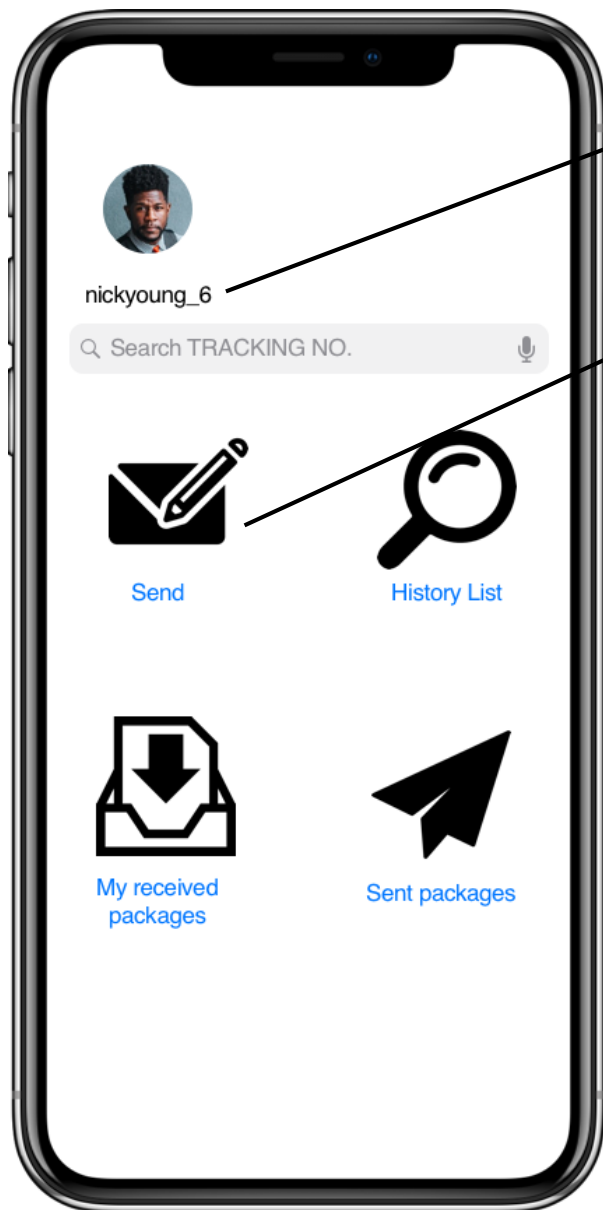 nickyoung_6
Search TRACKING NO.
Send
History List
My received
packages
Sent packages